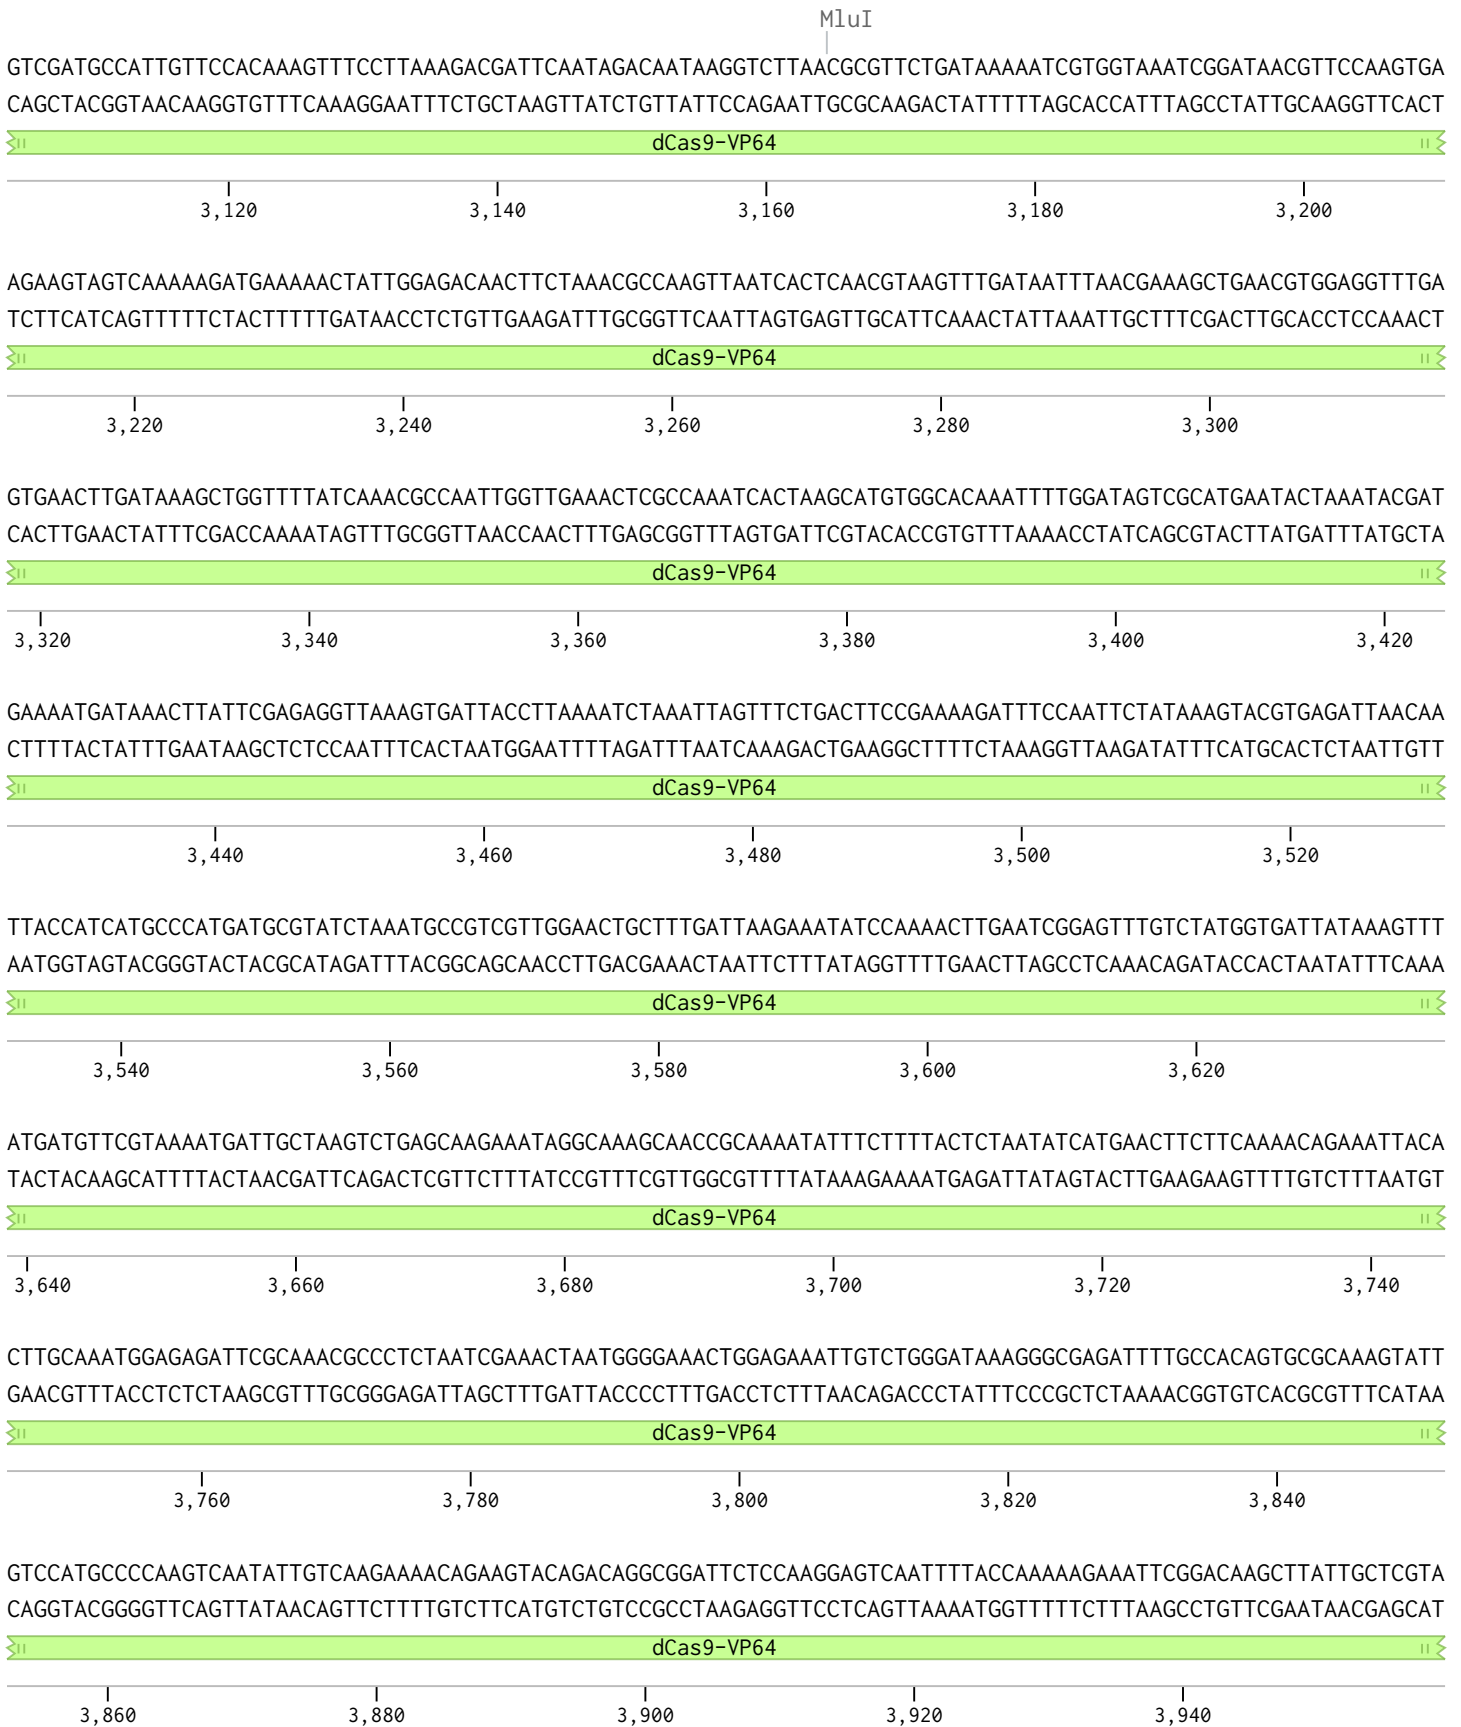 MluI
GTCGATGCCATTGTTCCACAAAGTTTCCTTAAAGACGATTCAATAGACAATAAGGTCTTAACGCGTTCTGATAAAAATCGTGGTAAATCGGATAACGTTCCAAGTGA
CAGCTACGGTAACAAGGTGTTTCAAAGGAATTTCTGCTAAGTTATCTGTTATTCCAGAATTGCGCAAGACTATTTTTAGCACCATTTAGCCTATTGCAAGGTTCACT
dCas9-VP64
3,120 3,140 3,160 3,180 3,200
AGAAGTAGTCAAAAAGATGAAAAACTATTGGAGACAACTTCTAAACGCCAAGTTAATCACTCAACGTAAGTTTGATAATTTAACGAAAGCTGAACGTGGAGGTTTGA
TCTTCATCAGTTTTTCTACTTTTTGATAACCTCTGTTGAAGATTTGCGGTTCAATTAGTGAGTTGCATTCAAACTATTAAATTGCTTTCGACTTGCACCTCCAAACT
dCas9-VP64
3,220 3,240 3,260 3,280 3,300
GTGAACTTGATAAAGCTGGTTTTATCAAACGCCAATTGGTTGAAACTCGCCAAATCACTAAGCATGTGGCACAAATTTTGGATAGTCGCATGAATACTAAATACGAT
CACTTGAACTATTTCGACCAAAATAGTTTGCGGTTAACCAACTTTGAGCGGTTTAGTGATTCGTACACCGTGTTTAAAACCTATCAGCGTACTTATGATTTATGCTA
dCas9-VP64
3,320 3,340 3,360 3,380 3,400 3,420
GAAAATGATAAACTTATTCGAGAGGTTAAAGTGATTACCTTAAAATCTAAATTAGTTTCTGACTTCCGAAAAGATTTCCAATTCTATAAAGTACGTGAGATTAACAA
CTTTTACTATTTGAATAAGCTCTCCAATTTCACTAATGGAATTTTAGATTTAATCAAAGACTGAAGGCTTTTCTAAAGGTTAAGATATTTCATGCACTCTAATTGTT
dCas9-VP64
3,440 3,460 3,480 3,500 3,520
TTACCATCATGCCCATGATGCGTATCTAAATGCCGTCGTTGGAACTGCTTTGATTAAGAAATATCCAAAACTTGAATCGGAGTTTGTCTATGGTGATTATAAAGTTT
AATGGTAGTACGGGTACTACGCATAGATTTACGGCAGCAACCTTGACGAAACTAATTCTTTATAGGTTTTGAACTTAGCCTCAAACAGATACCACTAATATTTCAAA
dCas9-VP64
3,540 3,560 3,580 3,600 3,620
ATGATGTTCGTAAAATGATTGCTAAGTCTGAGCAAGAAATAGGCAAAGCAACCGCAAAATATTTCTTTTACTCTAATATCATGAACTTCTTCAAAACAGAAATTACA
TACTACAAGCATTTTACTAACGATTCAGACTCGTTCTTTATCCGTTTCGTTGGCGTTTTATAAAGAAAATGAGATTATAGTACTTGAAGAAGTTTTGTCTTTAATGT
dCas9-VP64
3,640 3,660 3,680 3,700 3,720 3,740
CTTGCAAATGGAGAGATTCGCAAACGCCCTCTAATCGAAACTAATGGGGAAACTGGAGAAATTGTCTGGGATAAAGGGCGAGATTTTGCCACAGTGCGCAAAGTATT
GAACGTTTACCTCTCTAAGCGTTTGCGGGAGATTAGCTTTGATTACCCCTTTGACCTCTTTAACAGACCCTATTTCCCGCTCTAAAACGGTGTCACGCGTTTCATAA
dCas9-VP64
3,760 3,780 3,800 3,820 3,840
GTCCATGCCCCAAGTCAATATTGTCAAGAAAACAGAAGTACAGACAGGCGGATTCTCCAAGGAGTCAATTTTACCAAAAAGAAATTCGGACAAGCTTATTGCTCGTA
CAGGTACGGGGTTCAGTTATAACAGTTCTTTTGTCTTCATGTCTGTCCGCCTAAGAGGTTCCTCAGTTAAAATGGTTTTTCTTTAAGCCTGTTCGAATAACGAGCAT
dCas9-VP64
3,860 3,880 3,900 3,920 3,940